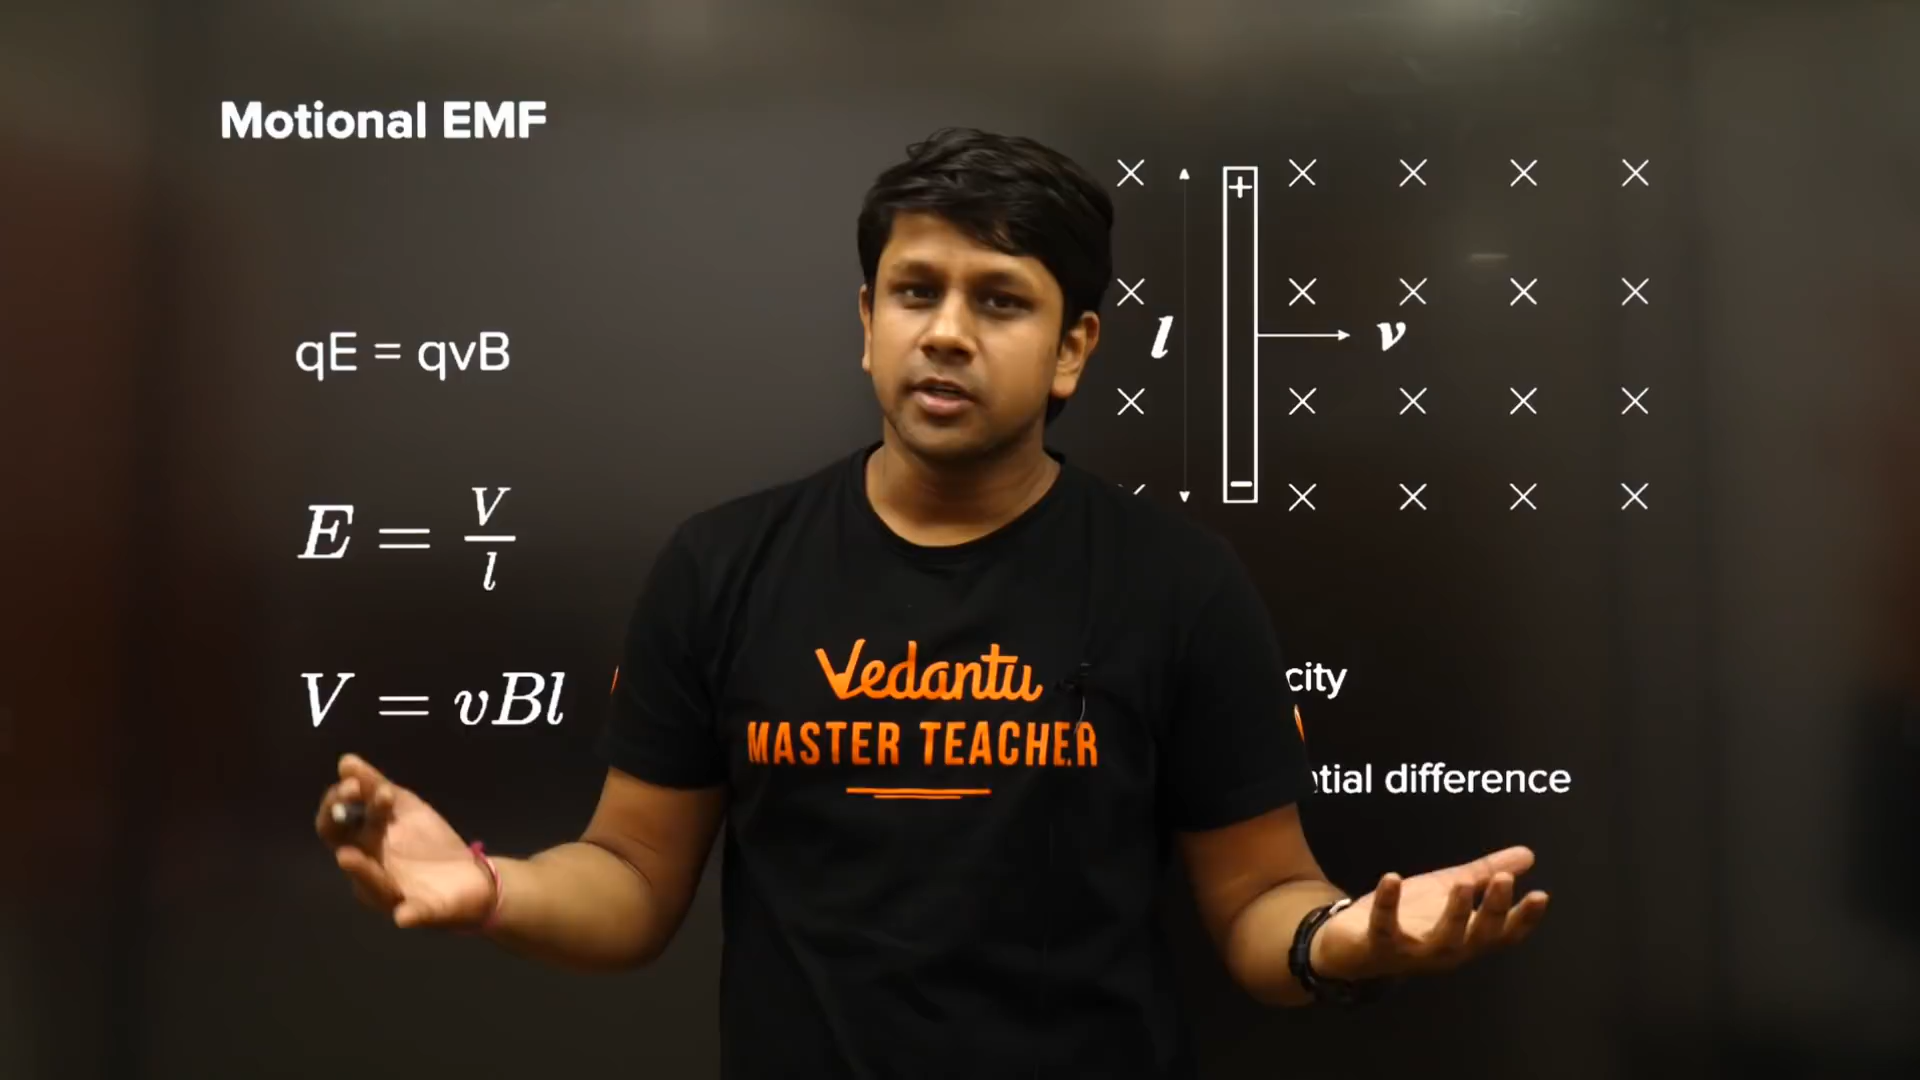 Motional EMF
qE = qvB
E = V/l
V = vBl
+
l
v
−
Vedantu
MASTER TEACHER
city
tial difference